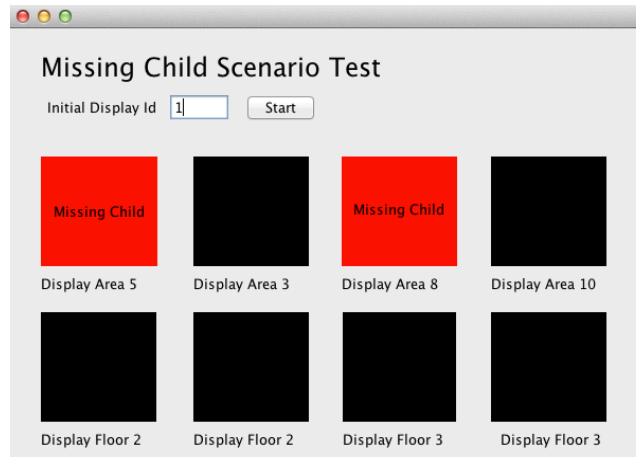 Missing Child Scenario Test
Initial Display Id 1 Start
Missing Child Missing Child
Display Area 5 Display Area 3 Display Area 8 Display Area 10
Display Floor 2 Display Floor 2 Display Floor 3 Display Floor 3